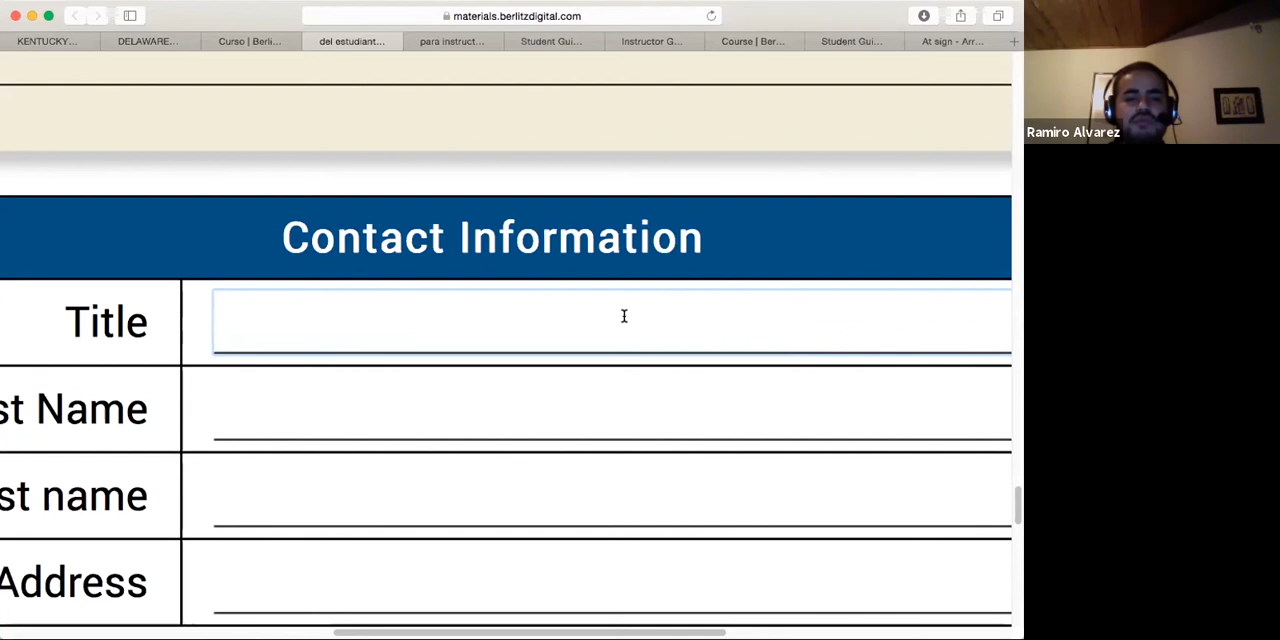 materials.berlitzdigital.com
KENTUCKY...
DELAWARE...
Curso | Berli...
del estudiant...
para instruct...
Student Gui...
Instructor G...
Course | Ber...
Student Gui...
At sign - Arr...
Ramiro Alvarez
Contact Information
Title
st Name
st name
Address